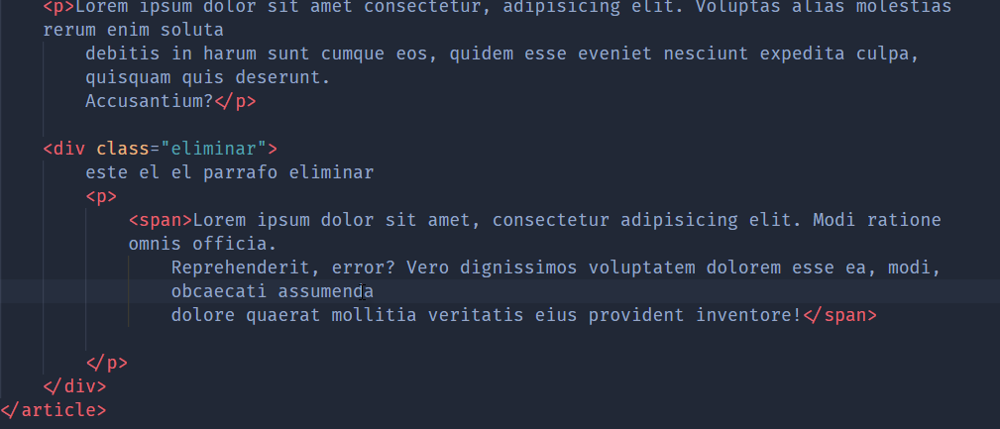 <p>Lorem ipsum dolor sit amet consectetur, adipisicing elit. Voluptas alias molestias
rerum enim soluta
debitis in harum sunt cumque eos, quidem esse eveniet nesciunt expedita culpa,
quisquam quis deserunt.
Accusantium?</p>
<div class="eliminar">
este el el parrafo eliminar
<p>
<span>Lorem ipsum dolor sit amet, consectetur adipisicing elit. Modi ratione
omnis officia.
Reprehenderit, error? Vero dignissimos voluptatem dolorem esse ea, modi,
obcaecati assumenda
dolore quaerat mollitia veritatis eius provident inventore!</span>
</p>
</div>
</article>